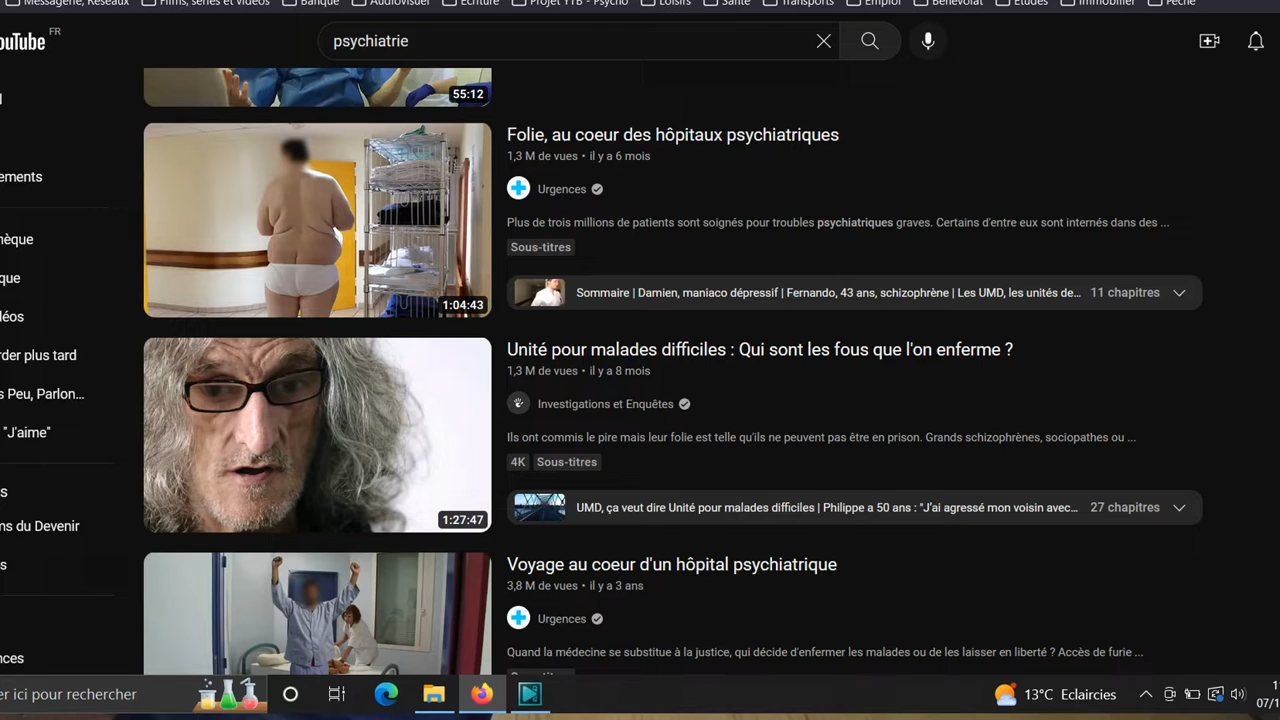 Messagerie, Réseaux
Films, séries et vidéos
Banque
Audiovisuel
Ecriture
Projet YTB - Psycho
Loisirs
Santé
Transports
Emploi
Bénévolat
Etudes
Immobilier
Pêche
ouTube FR
psychiatrie
55:12
ements
hèque
que
déos
rder plus tard
s Peu, Parlon...
"J'aime"
s
ns du Devenir
s
nces
1:04:43
Folie, au coeur des hôpitaux psychiatriques
1,3 M de vues • il y a 6 mois
Urgences
Plus de trois millions de patients sont soignés pour troubles psychiatriques graves. Certains d'entre eux sont internés dans des ...
Sous-titres
Sommaire | Damien, maniaco dépressif | Fernando, 43 ans, schizophrène | Les UMD, les unités de... 11 chapitres
1:27:47
Unité pour malades difficiles : Qui sont les fous que l'on enferme ?
1,3 M de vues • il y a 8 mois
Investigations et Enquêtes
Ils ont commis le pire mais leur folie est telle qu'ils ne peuvent pas être en prison. Grands schizophrènes, sociopathes ou ...
4K Sous-titres
UMD, ça veut dire Unité pour malades difficiles | Philippe a 50 ans : "J'ai agressé mon voisin avec... 27 chapitres
Voyage au coeur d'un hôpital psychiatrique
3,8 M de vues • il y a 3 ans
Urgences
Quand la médecine se substitue à la justice, qui décide d'enfermer les malades ou de les laisser en liberté ? Accès de furie ...
er ici pour rechercher
13°C Eclaircies
07/1